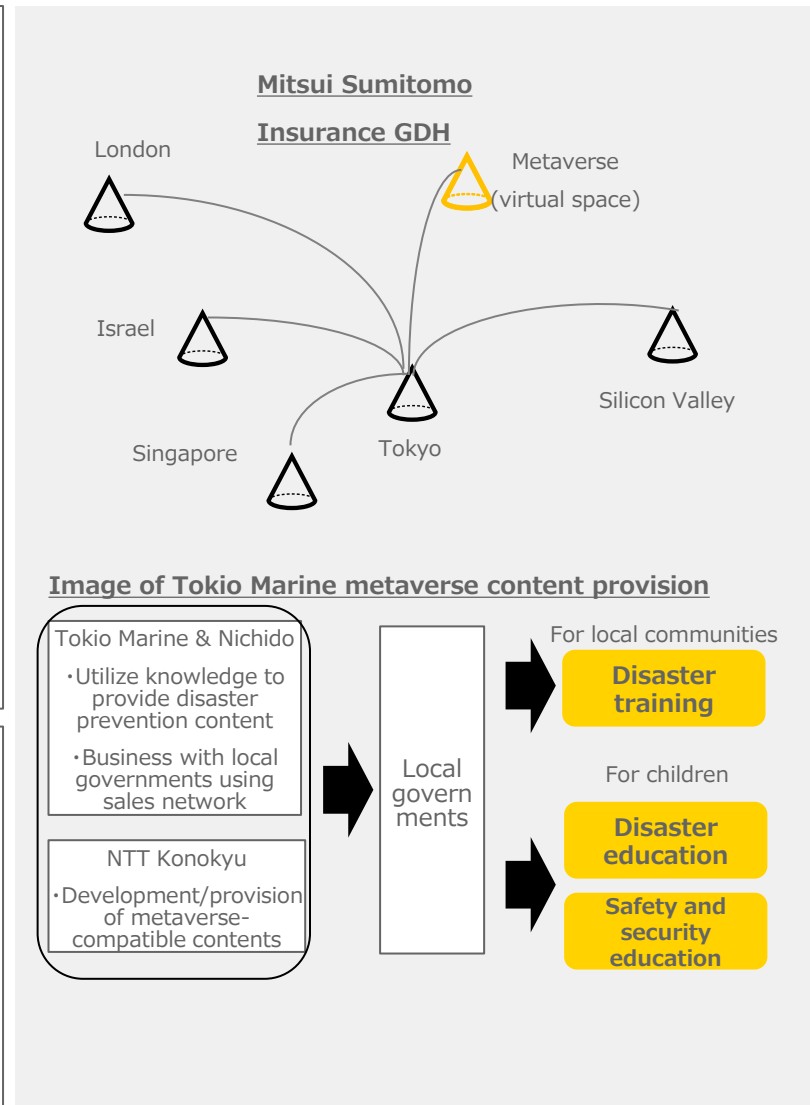 Mitsui Sumitomo
Insurance GDH
London
Metaverse
(virtual space)
Israel
Silicon Valley
Tokyo
Singapore
Image of Tokio Marine metaverse content provision
Tokio Marine & Nichido
・Utilize knowledge to
provide disaster
prevention content
・Business with local
governments using
sales network
NTT Konokyu
・Development/provision
of metaverse-
compatible contents
Local
govern
ments
For local communities
Disaster
training
For children
Disaster
education
Safety and
security
education